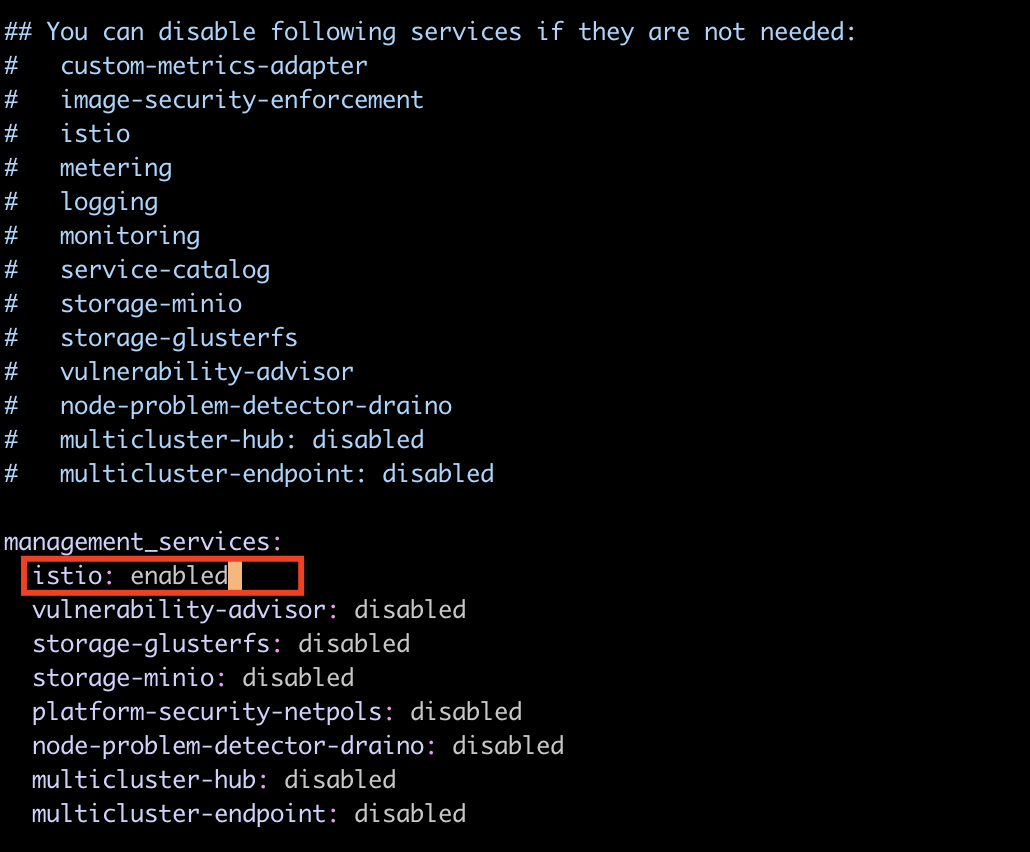 ## You can disable following services if they are not needed:
#   custom-metrics-adapter
#   image-security-enforcement
#   istio
#   metering
#   logging
#   monitoring
#   service-catalog
#   storage-minio
#   storage-glusterfs
#   vulnerability-advisor
#   node-problem-detector-draino
#   multicluster-hub: disabled
#   multicluster-endpoint: disabled
management_services:
  istio: enabled
  vulnerability-advisor: disabled
  storage-glusterfs: disabled
  storage-minio: disabled
  platform-security-netpols: disabled
  node-problem-detector-draino: disabled
  multicluster-hub: disabled
  multicluster-endpoint: disabled